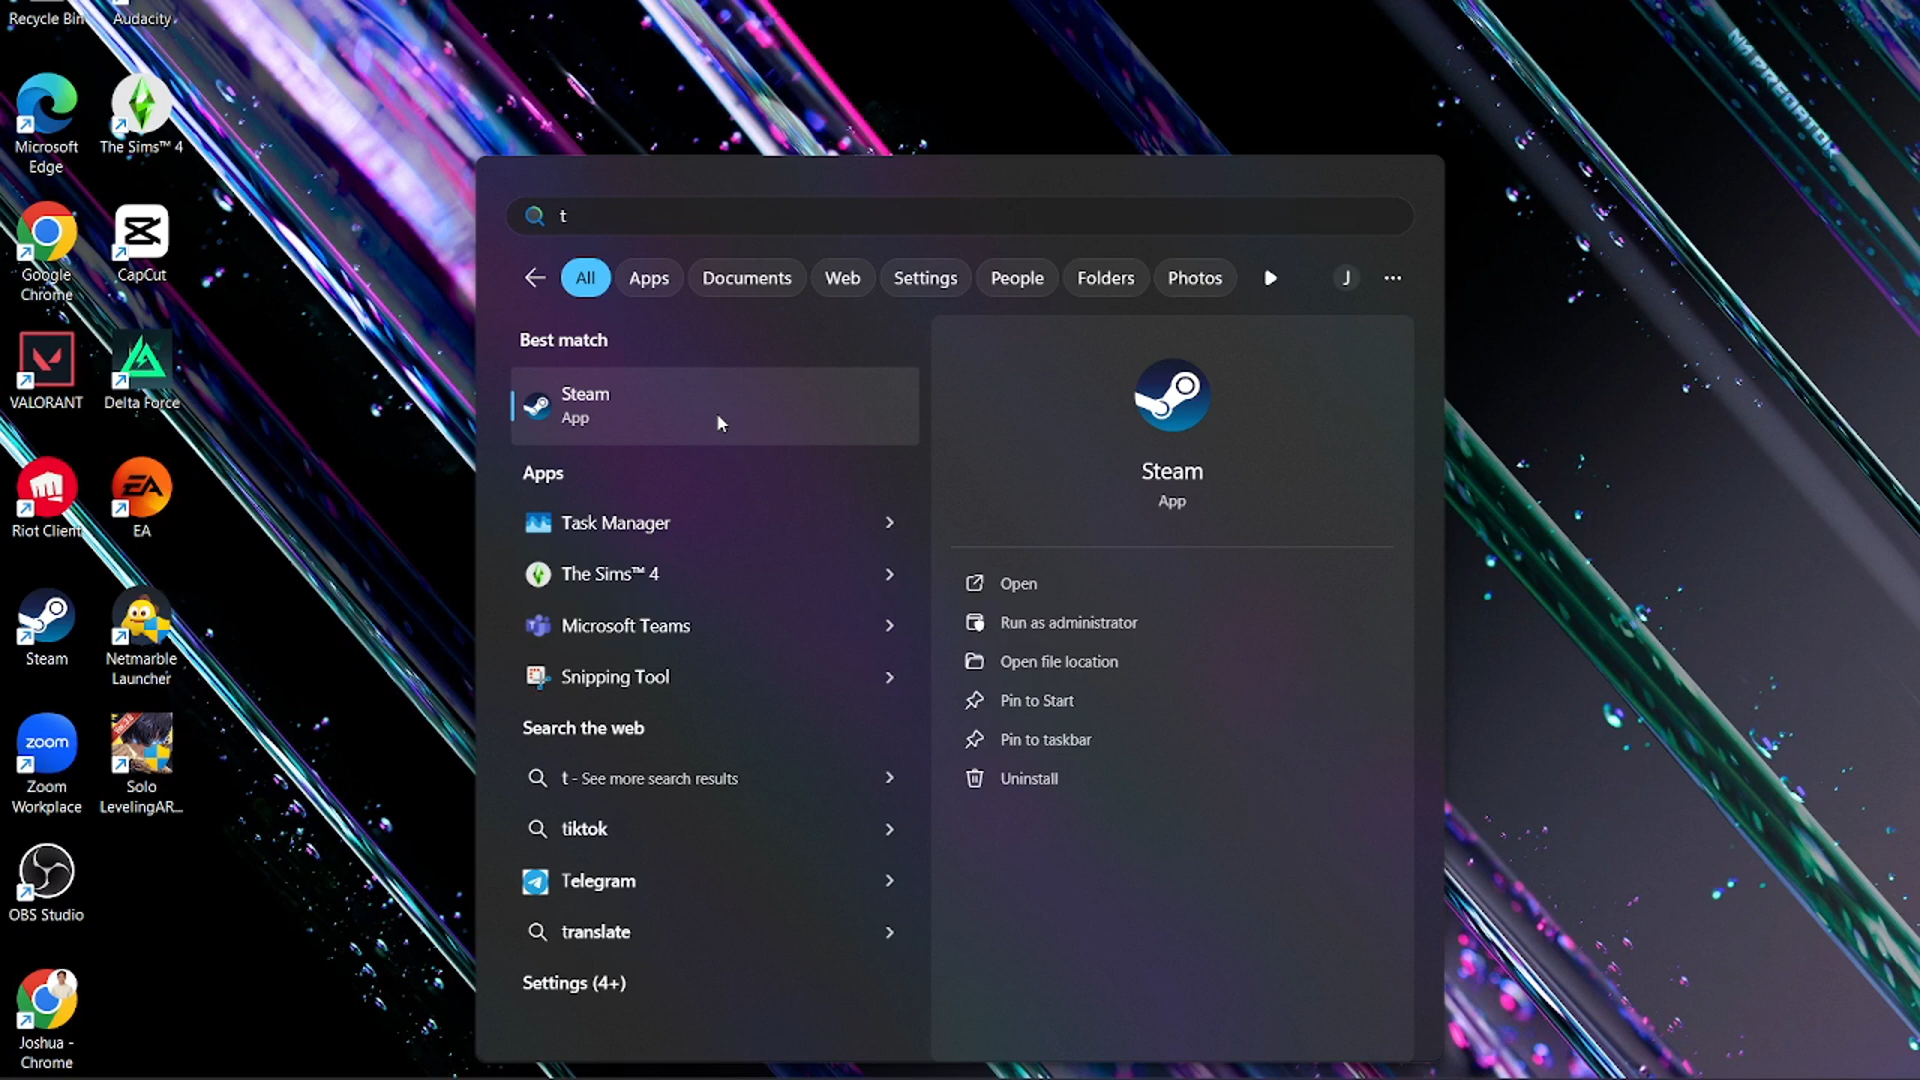 Recycle Bin
Audacity
Microsoft
Edge
The Sims™ 4
Google
Chrome
CapCut
VALORANT
Delta Force
Riot Client
EA
Steam
Netmarble
Launcher
zoom
Zoom
Workplace
Solo
LevelingAR...
OBS Studio
Joshua -
Chrome
t
All
Apps
Documents
Web
Settings
People
Folders
Photos
J
Best match
Steam
App
Apps
Task Manager
The Sims™ 4
Microsoft Teams
Snipping Tool
Search the web
t - See more search results
tiktok
Telegram
translate
Settings (4+)
Steam
App
Open
Run as administrator
Open file location
Pin to Start
Pin to taskbar
Uninstall
PREDATOR